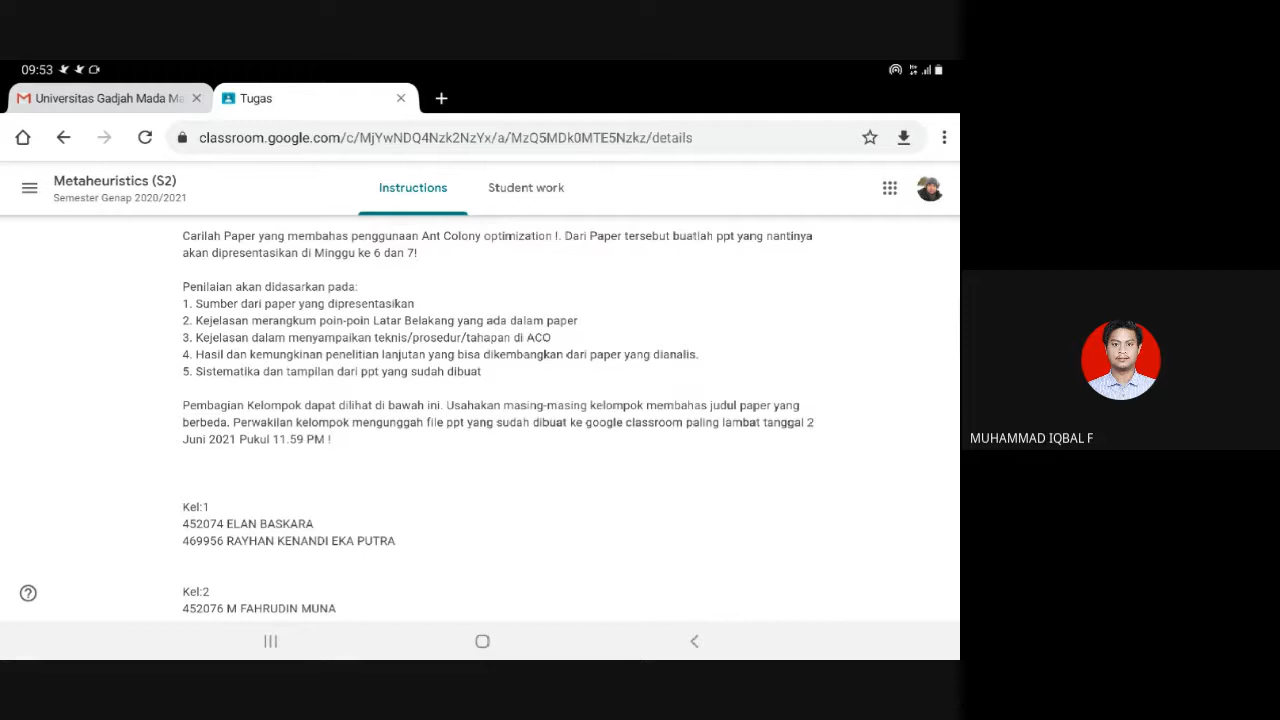 09:53
Universitas Gadjah Mada Ma
Tugas
classroom.google.com/c/MjYwNDQ4Nzk2NzYx/a/MzQ5MDk0MTE5Nzkz/details
Metaheuristics (S2)
Semester Genap 2020/2021
Instructions
Student work
Carilah Paper yang membahas penggunaan Ant Colony optimization !. Dari Paper tersebut buatlah ppt yang nantinya
akan dipresentasikan di Minggu ke 6 dan 7!
Penilaian akan didasarkan pada:
1. Sumber dari paper yang dipresentasikan
2. Kejelasan merangkum poin-poin Latar Belakang yang ada dalam paper
3. Kejelasan dalam menyampaikan teknis/prosedur/tahapan di ACO
4. Hasil dan kemungkinan penelitian lanjutan yang bisa dikembangkan dari paper yang dianalis.
5. Sistematika dan tampilan dari ppt yang sudah dibuat
Pembagian Kelompok dapat dilihat di bawah ini. Usahakan masing-masing kelompok membahas judul paper yang
berbeda. Perwakilan kelompok mengunggah file ppt yang sudah dibuat ke google classroom paling lambat tanggal 2
Juni 2021 Pukul 11.59 PM !
Kel:1
452074 ELAN BASKARA
469956 RAYHAN KENANDI EKA PUTRA
Kel:2
452076 M FAHRUDIN MUNA
MUHAMMAD IQBAL F